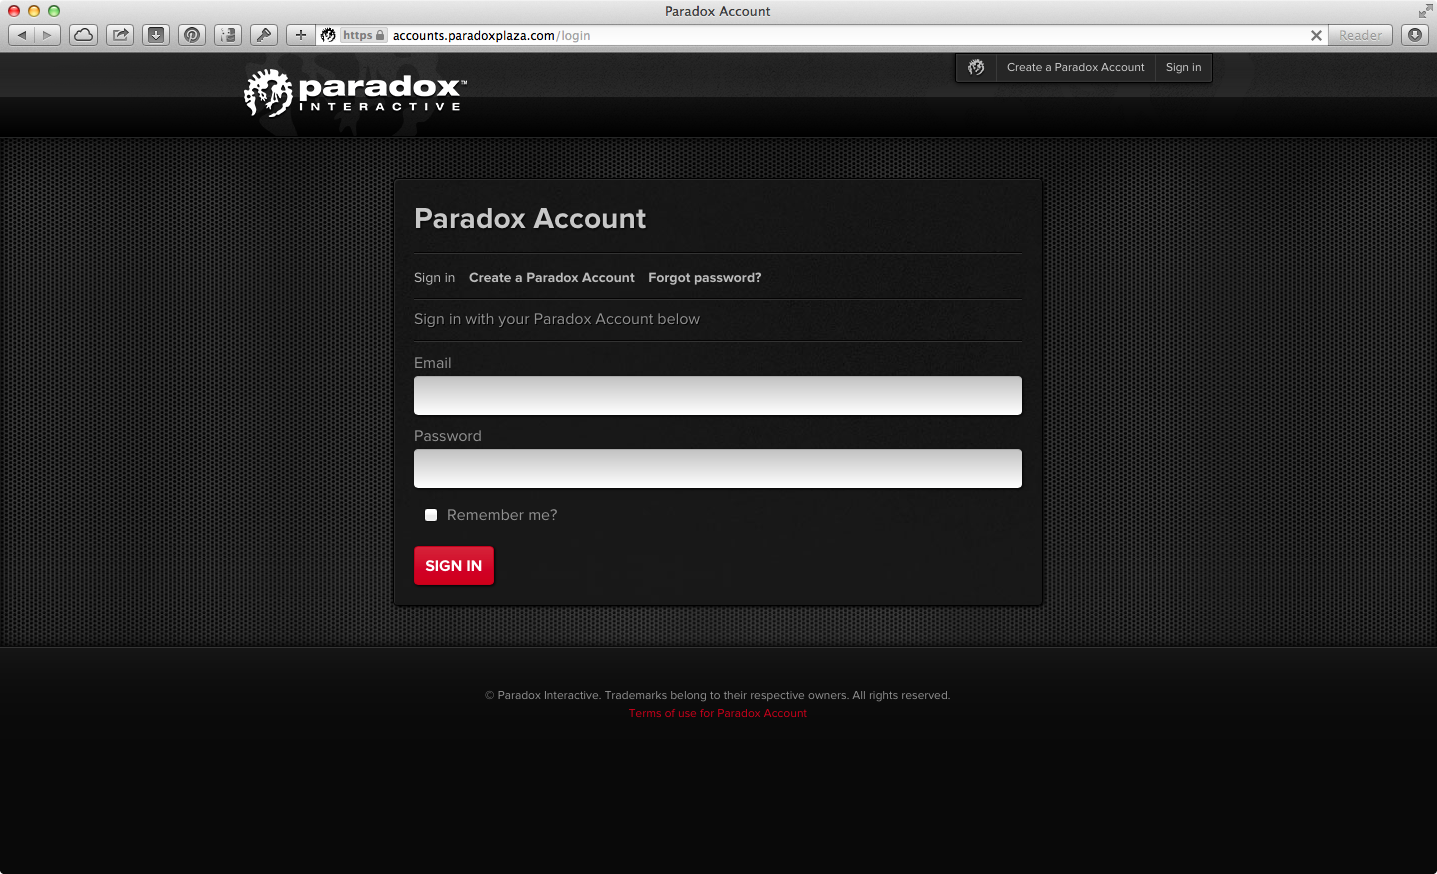 Paradox Account
https accounts.paradoxplaza.com/login Reader
paradox™
INTERACTIVE
Create a Paradox Account Sign in
Paradox Account
Sign in Create a Paradox Account Forgot password?
Sign in with your Paradox Account below
Email
Password
Remember me?
SIGN IN
© Paradox Interactive. Trademarks belong to their respective owners. All rights reserved.
Terms of use for Paradox Account